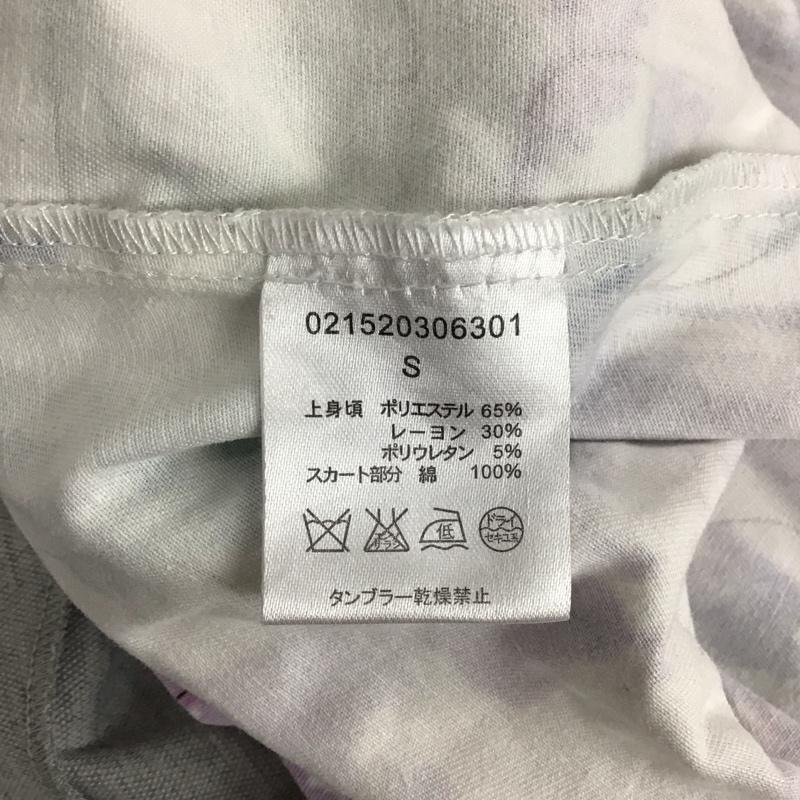 021520306301
S
上身頃 ポリエステル 65%
レーヨン 30%
ポリウレタン 5%
スカート部分 綿 100%
低 ドライ
セキユ系
タンブラー乾燥禁止